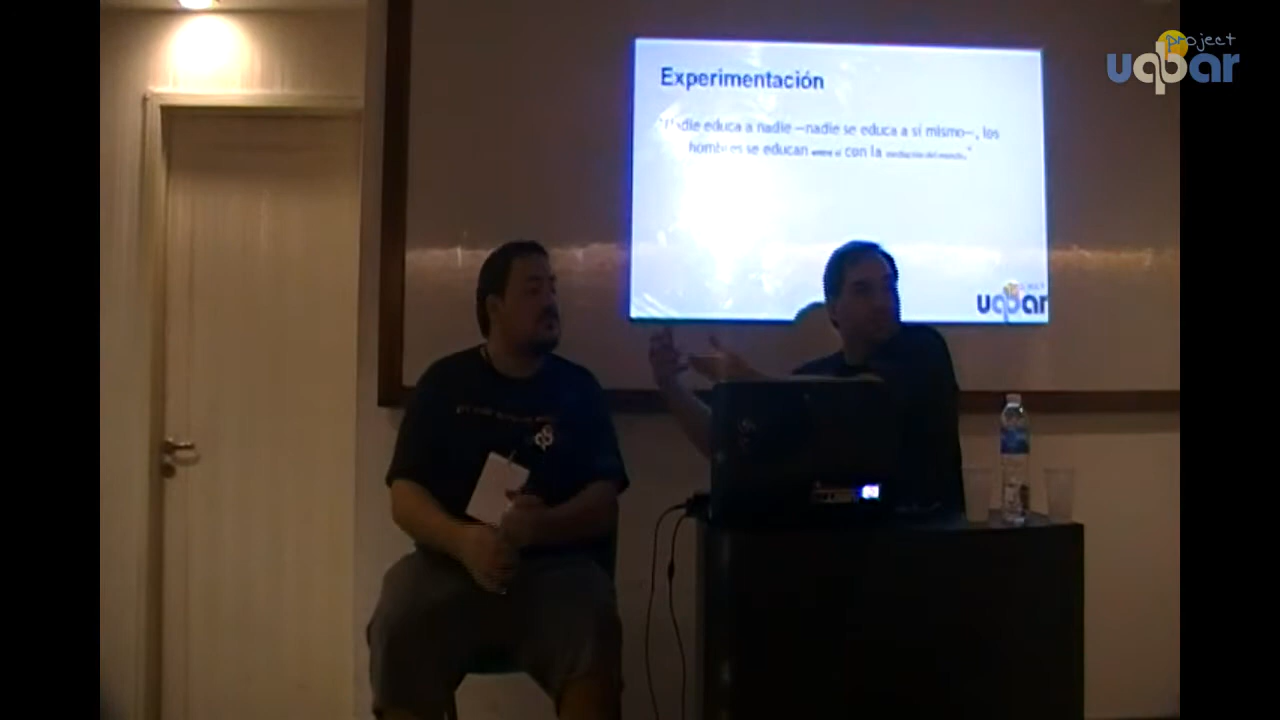 project
uqbar
Experimentación
"Nadie educa a nadie —nadie se educa a sí mismo—, los
hombres se educan entre sí con la mediación del mundo."
uqbar